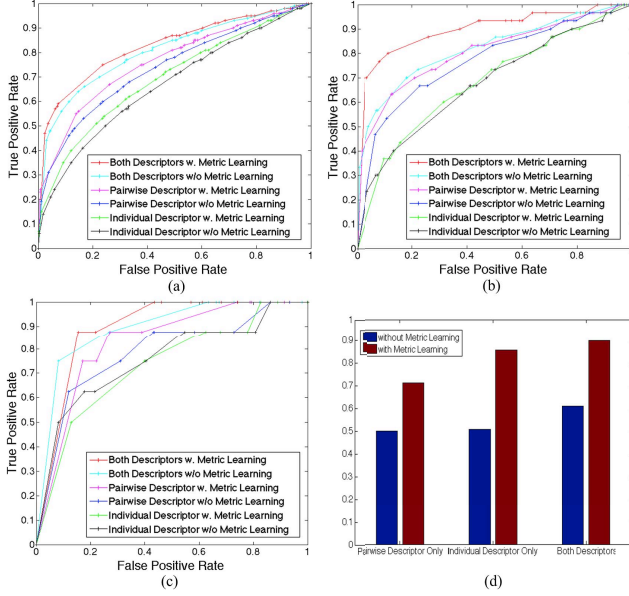 1
0.9
0.8
0.7
0.6
0.5
0.4
0.3
0.2
0.1
0
True Positive Rate
Both Descriptors w. Metric Learning
Both Descriptors w/o Metric Learning
Pairwise Descriptor w. Metric Learning
Pairwise Descriptor w/o Metric Learning
Individual Descriptor w. Metric Learning
Individual Descriptor w/o Metric Learning
0 0.2 0.4 0.6 0.8 1
False Positive Rate
(a)
1
0.9
0.8
0.7
0.6
0.5
0.4
0.3
0.2
0.1
0
True Positive Rate
Both Descriptors w. Metric Learning
Both Descriptors w/o Metric Learning
Pairwise Descriptor w. Metric Learning
Pairwise Descriptor w/o Metric Learning
Individual Descriptor w. Metric Learning
Individual Descriptor w/o Metric Learning
0 0.2 0.4 0.6 0.8 1
False Positive Rate
(b)
1
0.9
0.8
0.7
0.6
0.5
0.4
0.3
0.2
0.1
0
True Positive Rate
Both Descriptors w. Metric Learning
Both Descriptors w/o Metric Learning
Pairwise Descriptor w. Metric Learning
Pairwise Descriptor w/o Metric Learning
Individual Descriptor w. Metric Learning
Individual Descriptor w/o Metric Learning
0 0.2 0.4 0.6 0.8 1
False Positive Rate
(c)
1
0.9
0.8
0.7
0.6
0.5
0.4
0.3
0.2
0.1
0
without Metric Learning
with Metric Learning
Pairwise Descriptor Only Individual Descriptor Only Both Descriptors
(d)